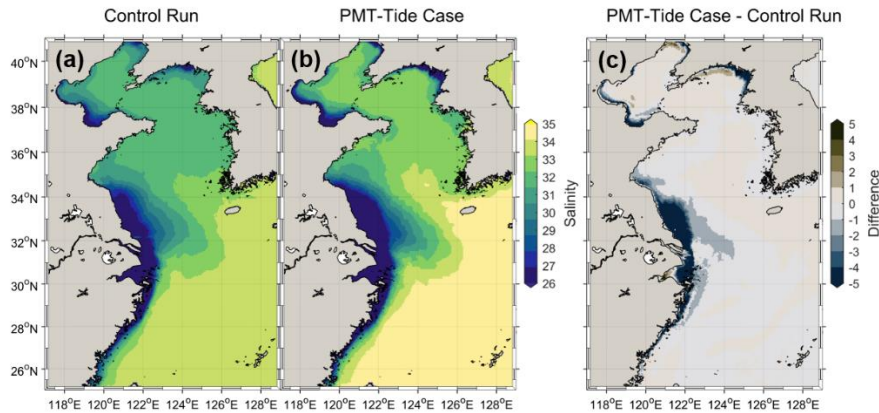 Control Run
PMT-Tide Case
PMT-Tide Case - Control Run
(a)
(b)
(c)
40°N
38°N
36°N
34°N
32°N
30°N
28°N
26°N
118°E 120°E 122°E 124°E 126°E 128°E
118°E 120°E 122°E 124°E 126°E 128°E
118°E 120°E 122°E 124°E 126°E 128°E
35
34
33
32
31
30
29
28
27
26
Salinity
5
4
3
2
1
0
-1
-2
-3
-4
-5
Difference